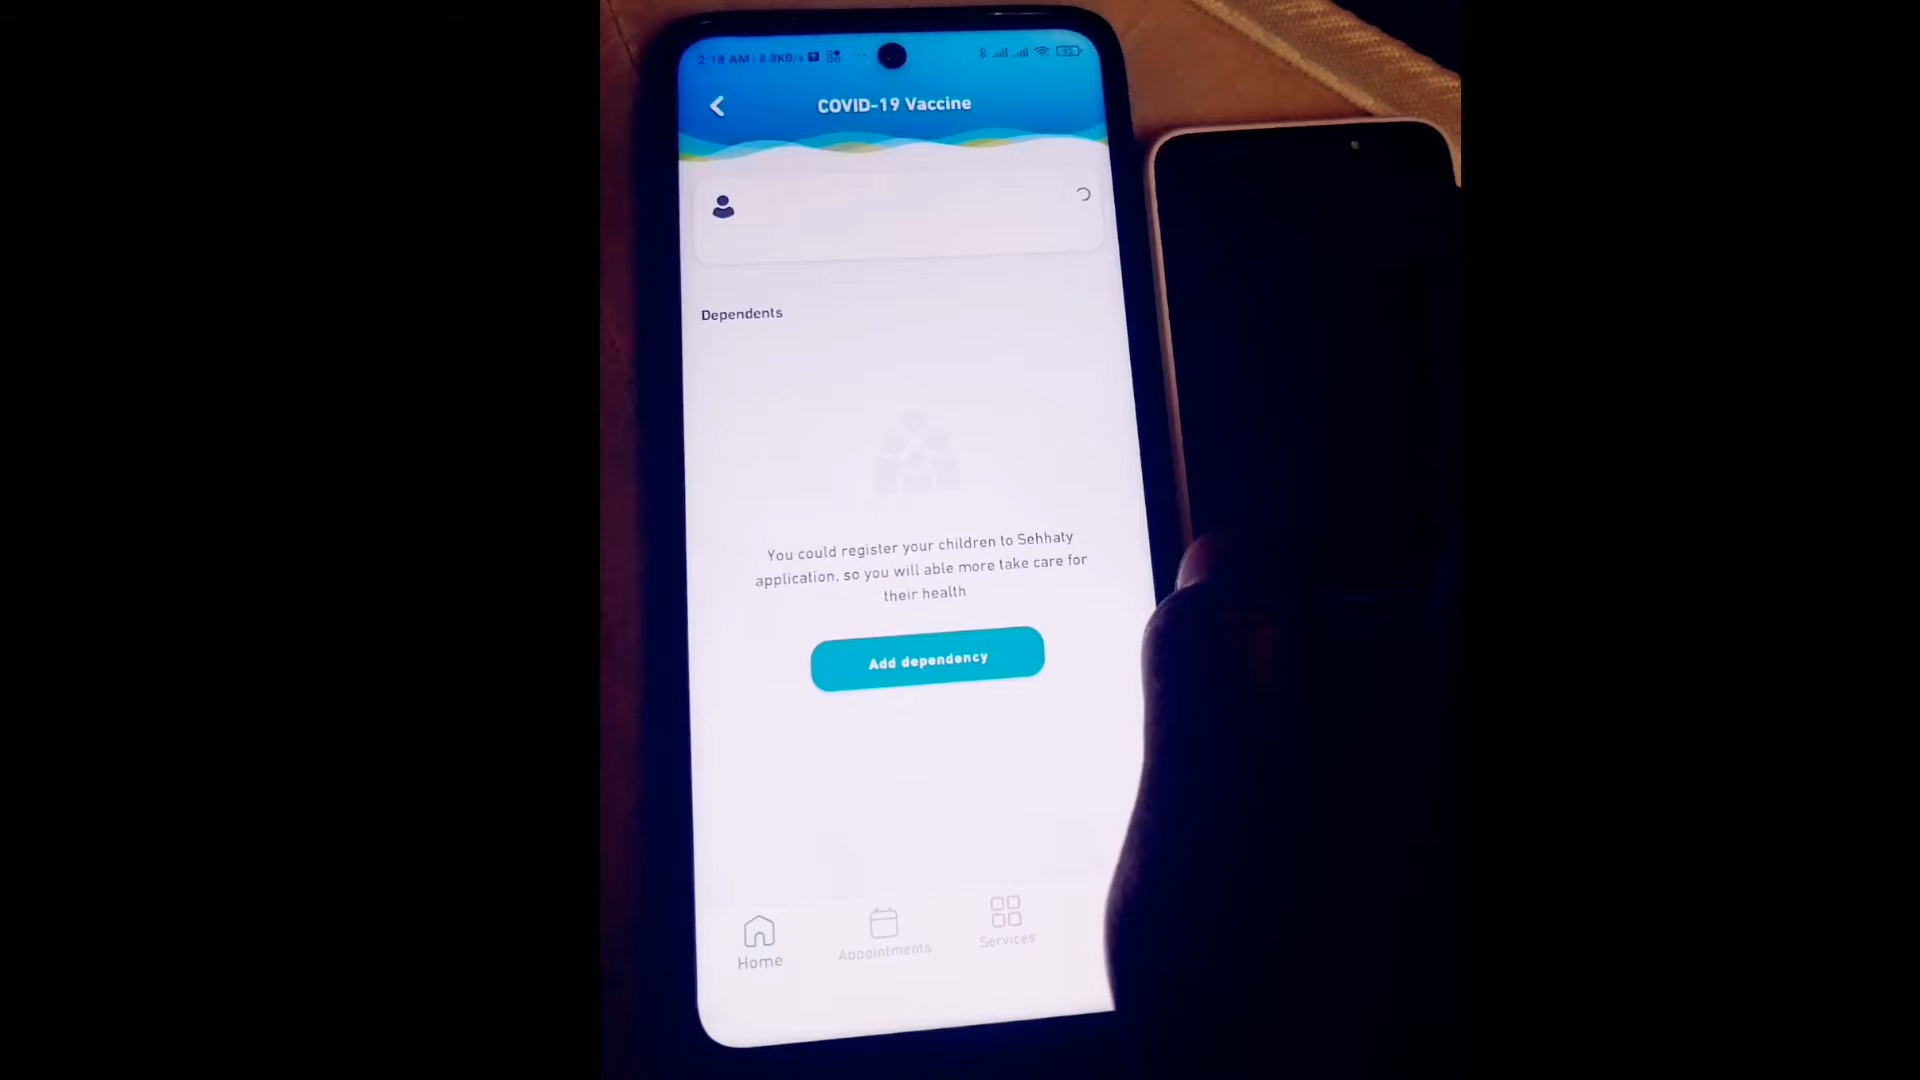 2:18 AM | 8.8KB/s
COVID-19 Vaccine
Dependents
You could register your children to Sehhaty
application, so you will able more take care for
their health
Add dependency
Home
Appointments
Services